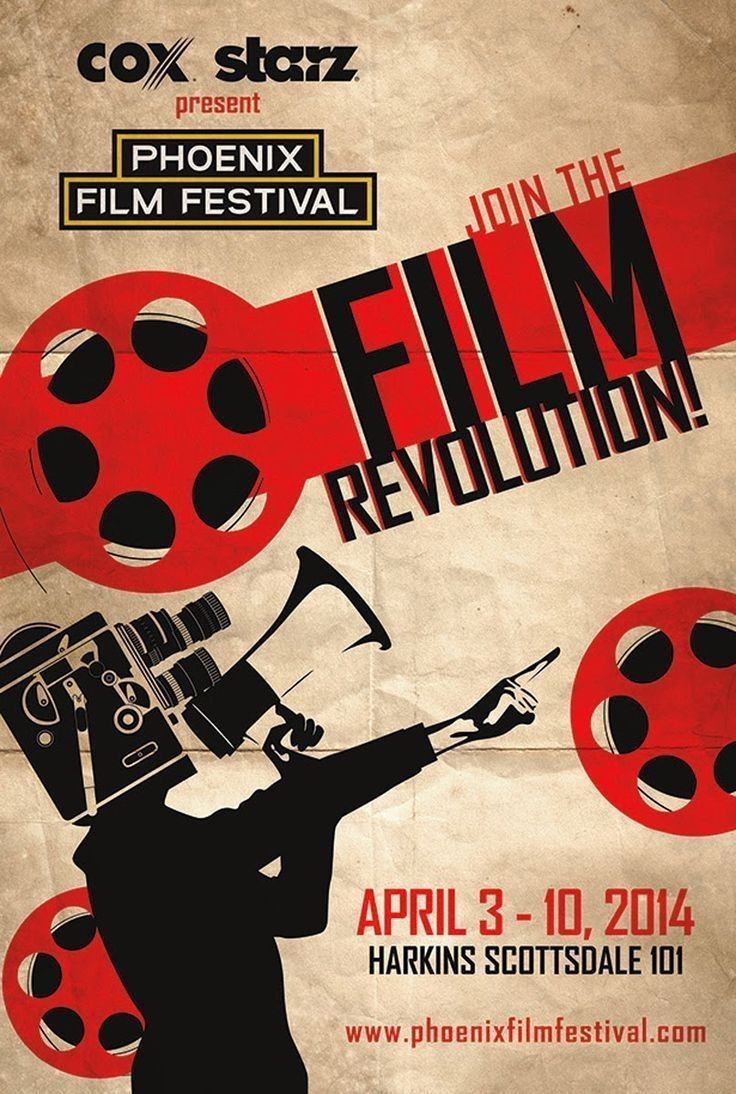 COX. starz
present
PHOENIX
FILM FESTIVAL
JOIN THE
FILM
REVOLUTION!
APRIL 3 - 10, 2014
HARKINS SCOTTSDALE 101
www.phoenixfilmfestival.com